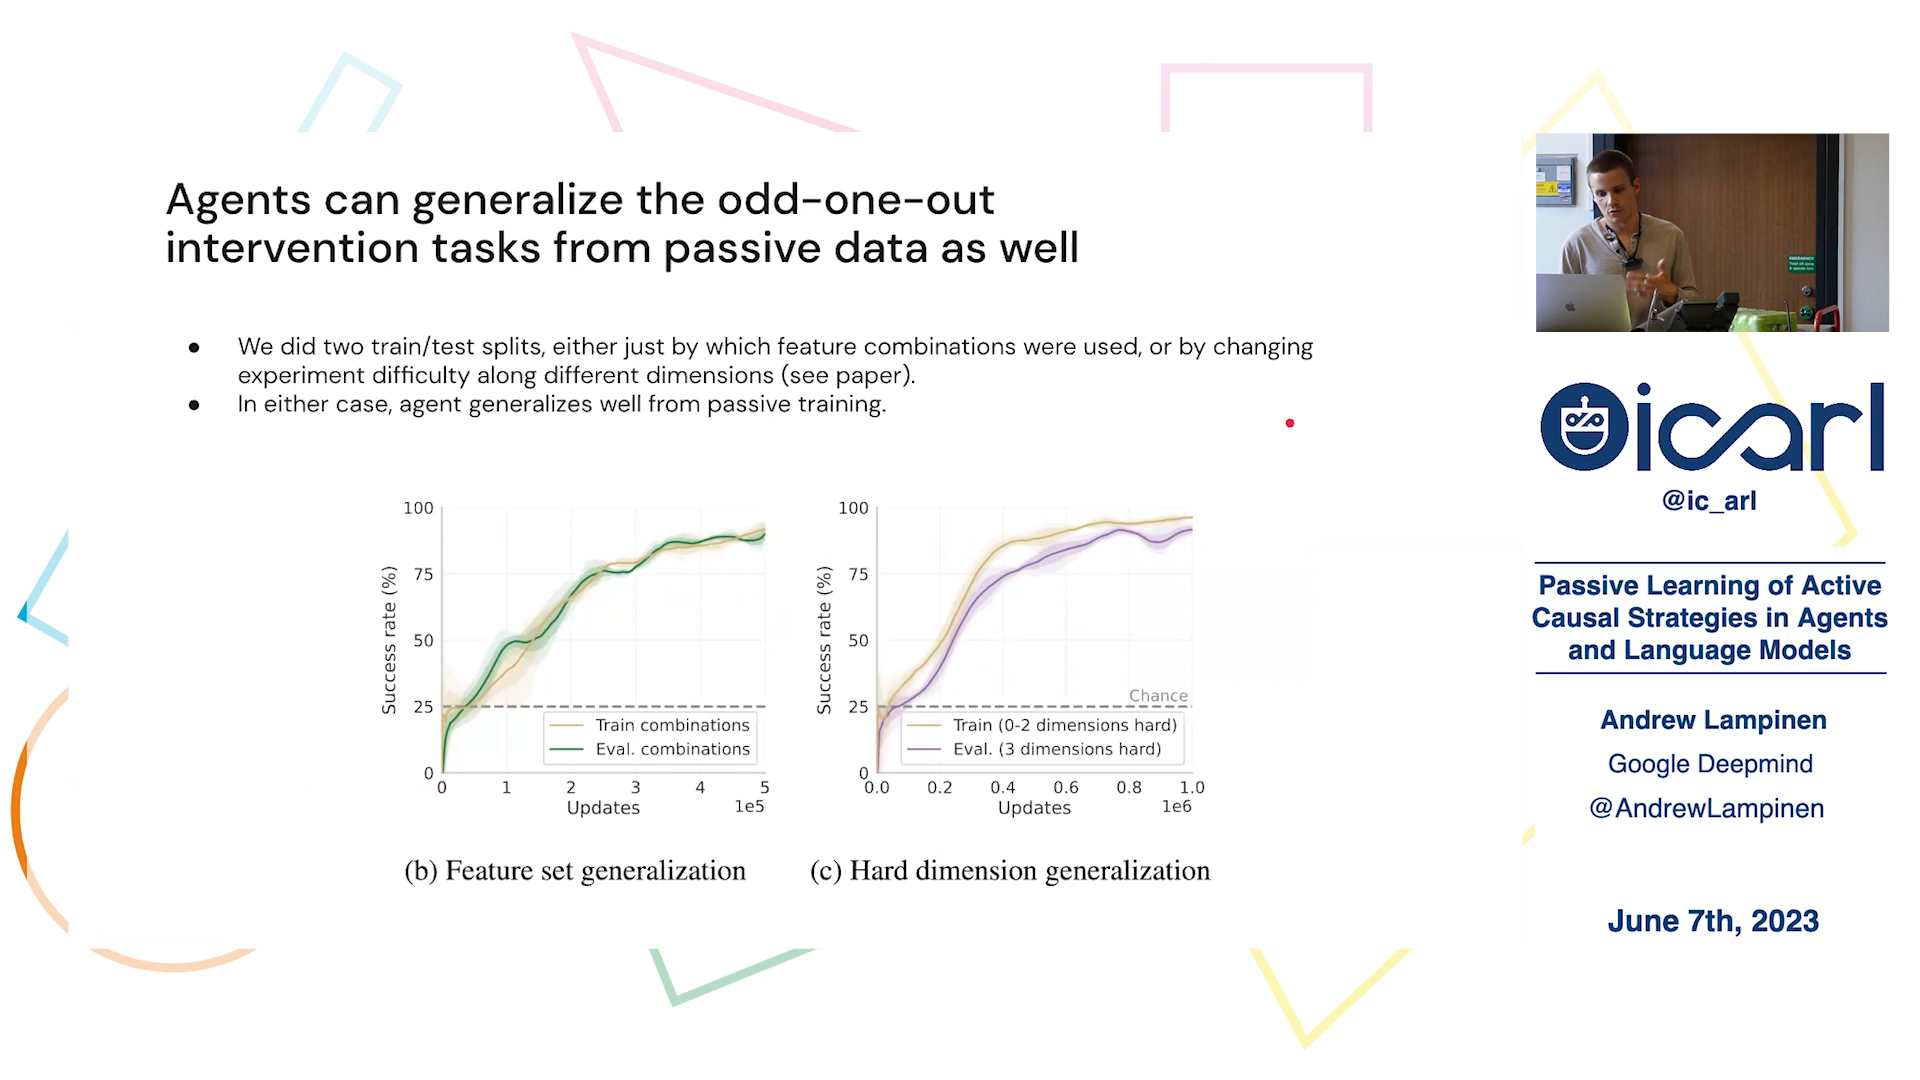 Agents can generalize the odd-one-out
intervention tasks from passive data as well
● We did two train/test splits, either just by which feature combinations were used, or by changing
experiment difficulty along different dimensions (see paper).
● In either case, agent generalizes well from passive training.
100
75
50
25
0
Success rate (%)
Train combinations
Eval. combinations
0 1 2 3 4 5
Updates
1e5
(b) Feature set generalization
100
75
50
25
0
Success rate (%)
Chance
Train (0-2 dimensions hard)
Eval. (3 dimensions hard)
0.0 0.2 0.4 0.6 0.8 1.0
Updates
1e6
(c) Hard dimension generalization
EMERGENCY
icarl
@ic_arl
Passive Learning of Active
Causal Strategies in Agents
and Language Models
Andrew Lampinen
Google Deepmind
@AndrewLampinen
June 7th, 2023